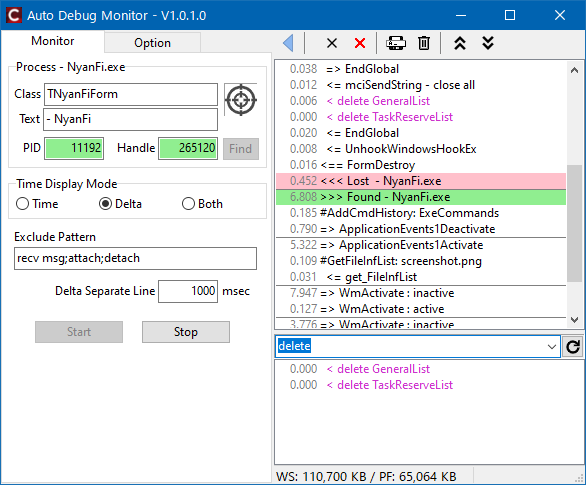 Auto Debug Monitor - V1.0.1.0
Monitor
Option
Process - NyanFi.exe
Class TNyanFiForm
Text - NyanFi
PID 11192 Handle 265120 Find
Time Display Mode
Time Delta Both
Exclude Pattern
recv msg;attach;detach
Delta Separate Line 1000 msec
Start Stop
0.038 => EndGlobal
0.012 <= mciSendString - close all
0.006 < delete GeneralList
0.000 < delete TaskReserveList
0.020 <= EndGlobal
0.008 <= UnhookWindowsHookEx
0.016 <== FormDestroy
0.452 <<< Lost - NyanFi.exe
6.808 >>> Found - NyanFi.exe
0.185 #AddCmdHistory: ExeCommands
0.790 => ApplicationEvents1Deactivate
5.322 => ApplicationEvents1Activate
0.109 #GetFileInfList: screenshot.png
0.031 <= get_FileInfList
7.947 => WmActivate : inactive
0.127 => WmActivate : active
3.776 => WmActivate : inactive
delete
0.000 < delete GeneralList
0.000 < delete TaskReserveList
WS: 110,700 KB / PF: 65,064 KB